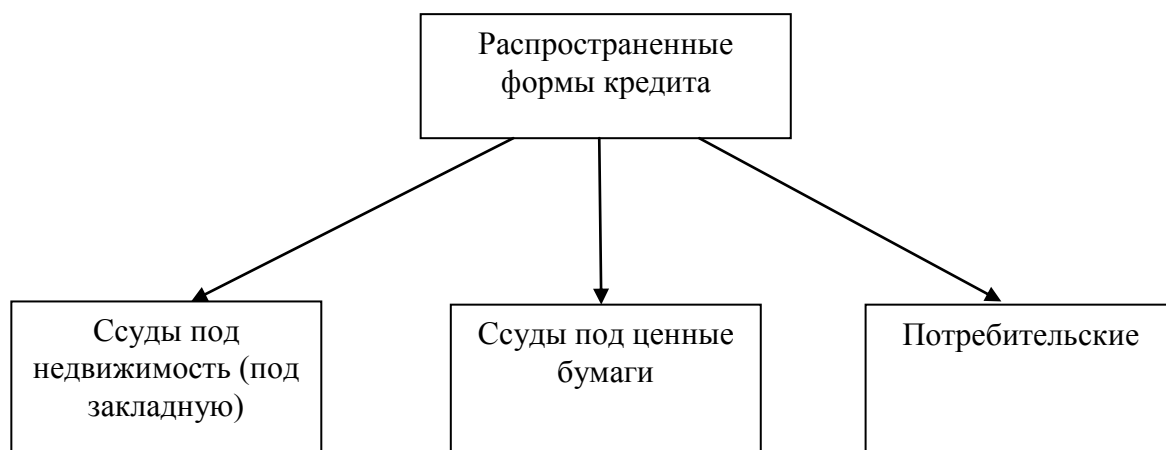 Распространенные
формы кредита
Ссуды под
недвижимость (под
закладную)
Ссуды под ценные
бумаги
Потребительские